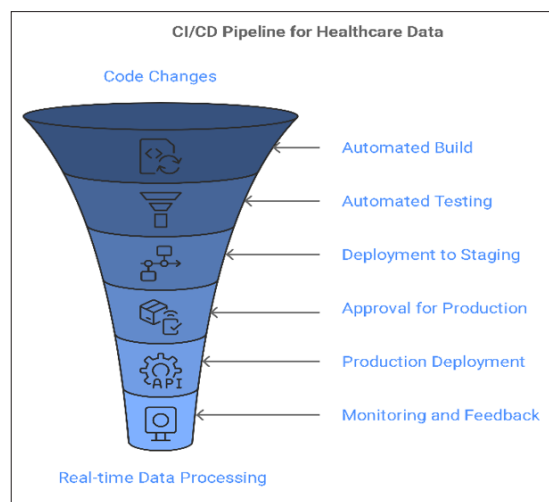 CI/CD Pipeline for Healthcare Data
Code Changes
Automated Build
Automated Testing
Deployment to Staging
Approval for Production
Production Deployment
API
Monitoring and Feedback
Real-time Data Processing